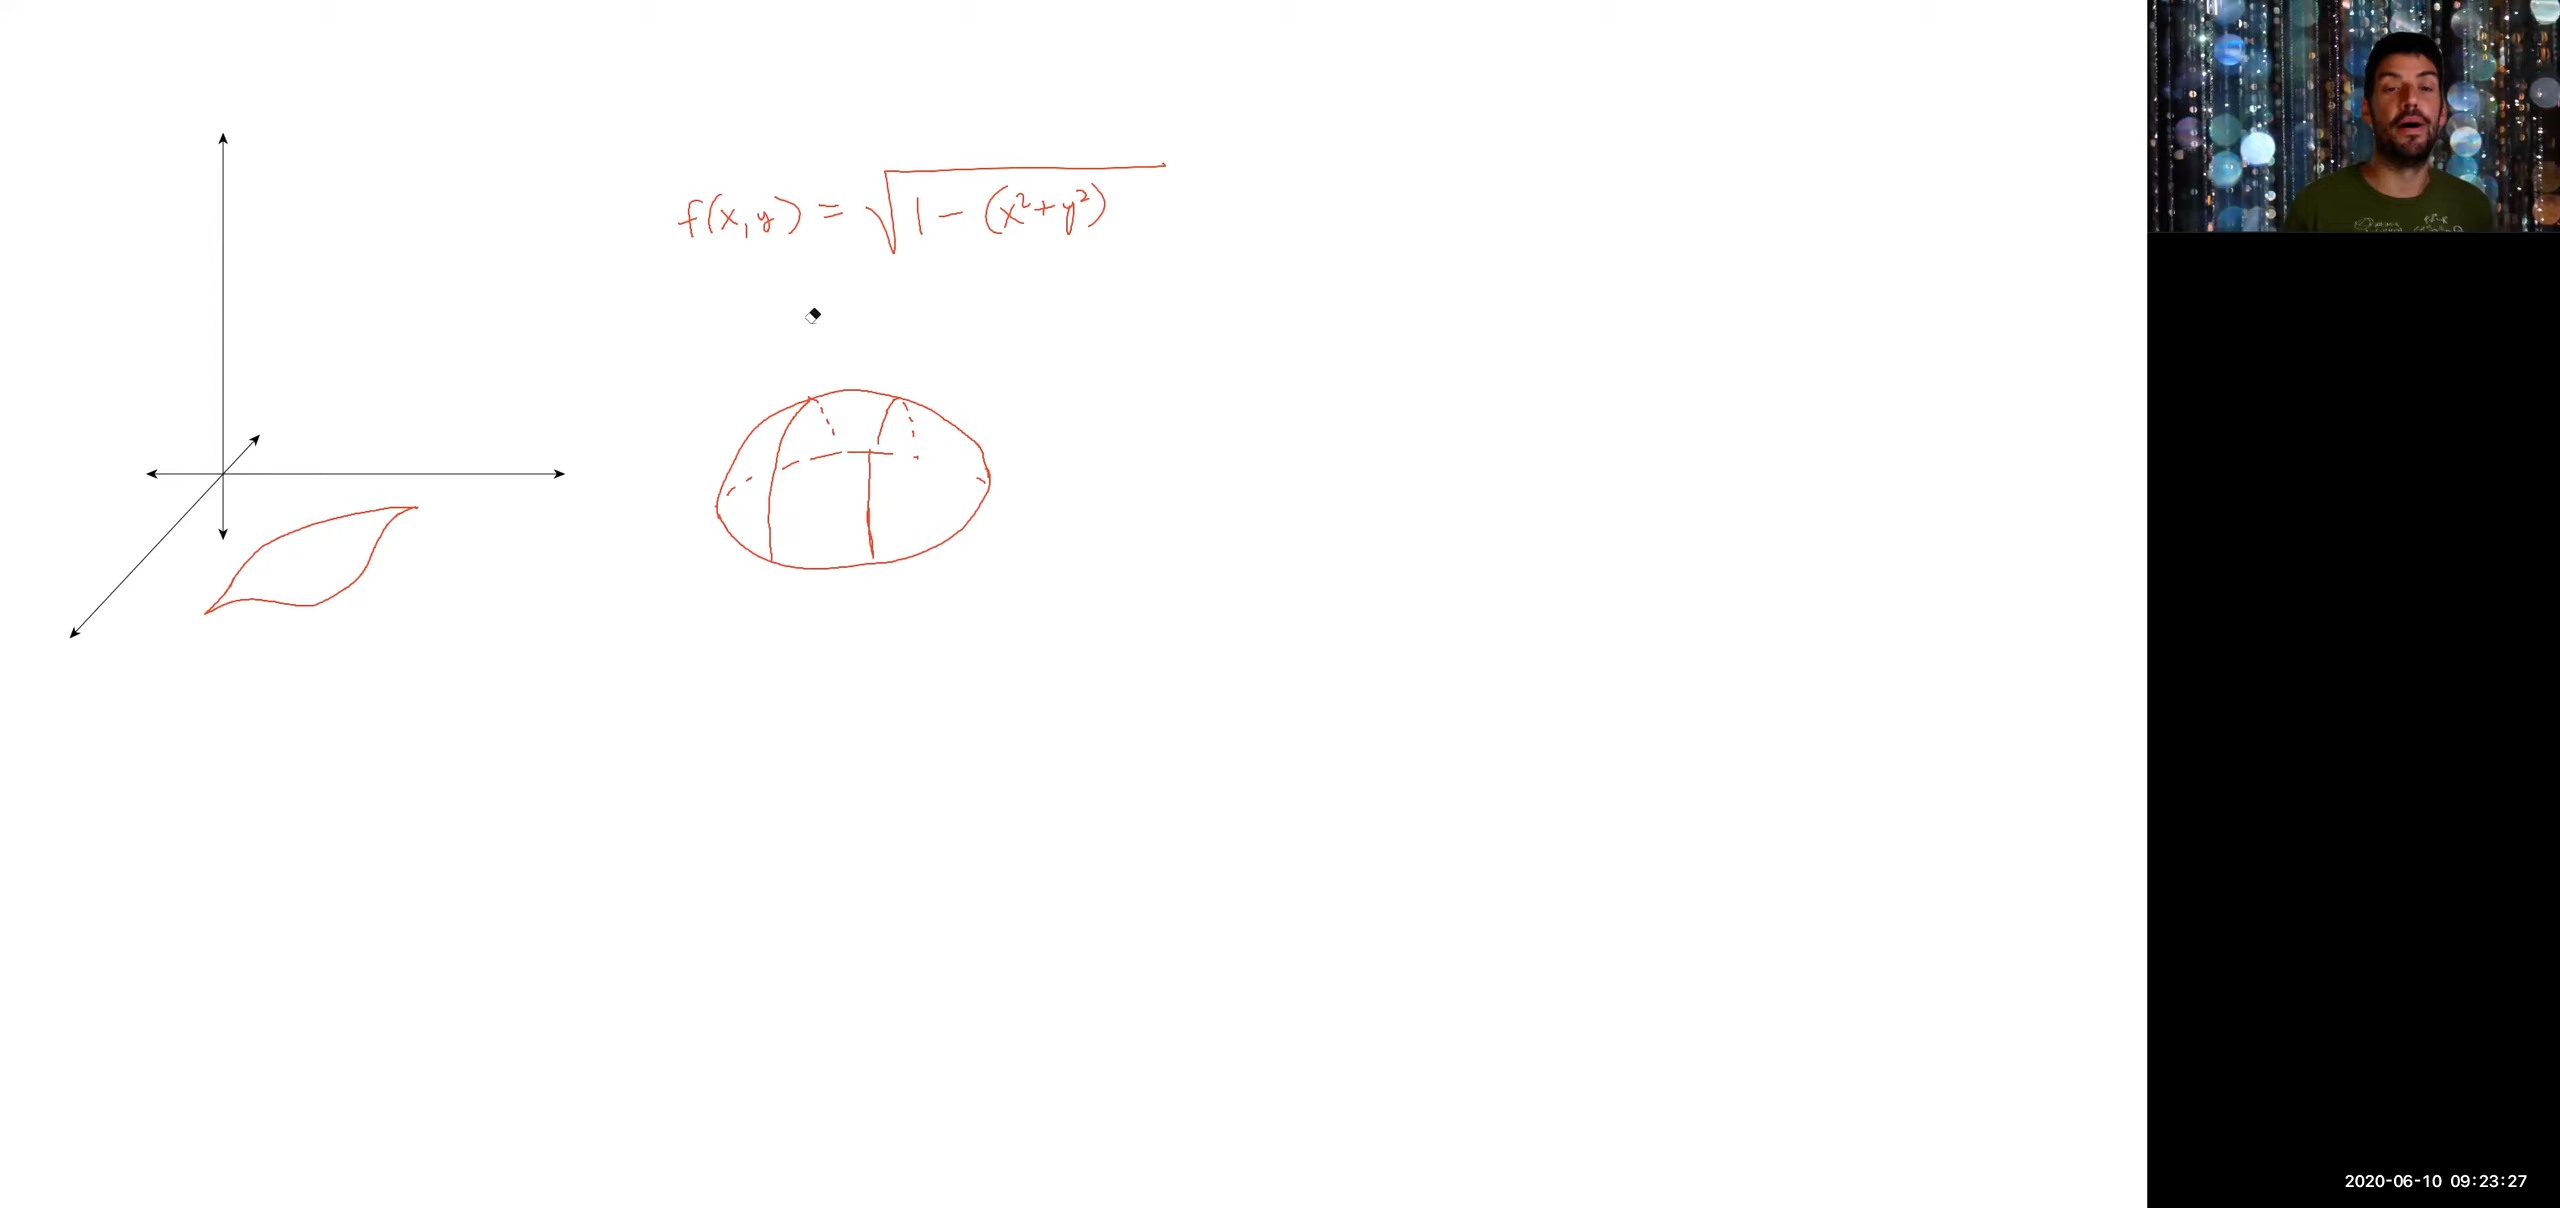 f(x,y) = √1 - (x²+y²)
2020-06-10 09:23:27